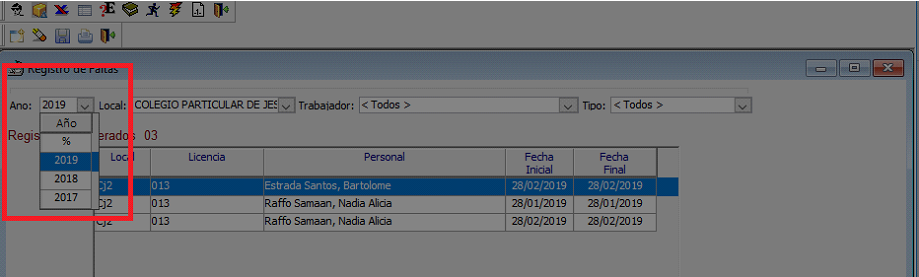 Registro de Faltas
Ano: 2019 Local: COLEGIO PARTICULAR DE JES Trabajador: < Todos > Tipo: < Todos >
Año
%
2019
2018
2017
Regis erados 03
Local Licencia Personal Fecha Inicial Fecha Final
Cj2 013 Estrada Santos, Bartolome 28/02/2019 28/02/2019
Cj2 013 Raffo Samaan, Nadia Alicia 28/01/2019 28/01/2019
Cj2 013 Raffo Samaan, Nadia Alicia 28/02/2019 28/02/2019